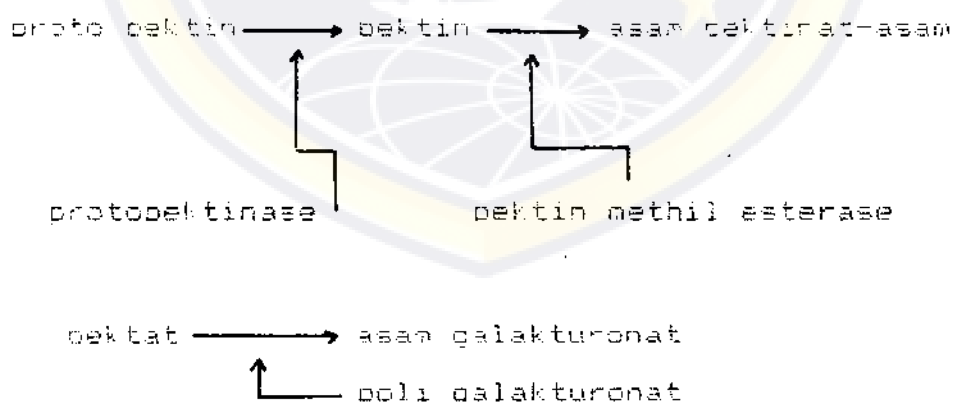 proto pektin pektin asam pektinat-asam
protopektinase pektin methil esterase
pektat asam galakturonat
poli galakturonat